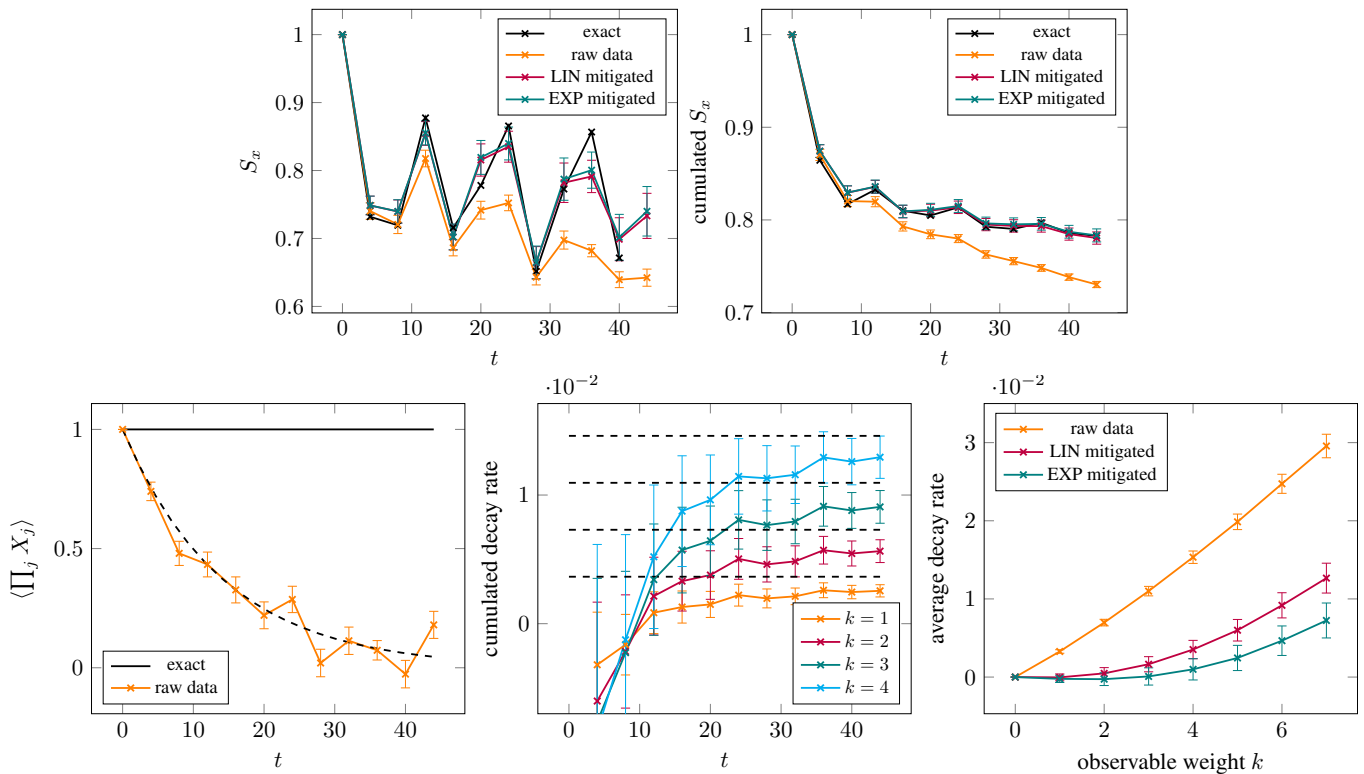 1
0.9
0.8
0.7
0.6
0 10 20 30 40
S_x
t
exact
raw data
LIN mitigated
EXP mitigated
1
0.9
0.8
0.7
0 10 20 30 40
cumulated S_x
t
exact
raw data
LIN mitigated
EXP mitigated
1
0.5
0
0 10 20 30 40
⟨∏_j X_j⟩
t
exact
raw data
·10^−2
1
0
0 10 20 30 40
cumulated decay rate
t
k = 1
k = 2
k = 3
k = 4
·10^−2
3
2
1
0
0 2 4 6
average decay rate
observable weight k
raw data
LIN mitigated
EXP mitigated